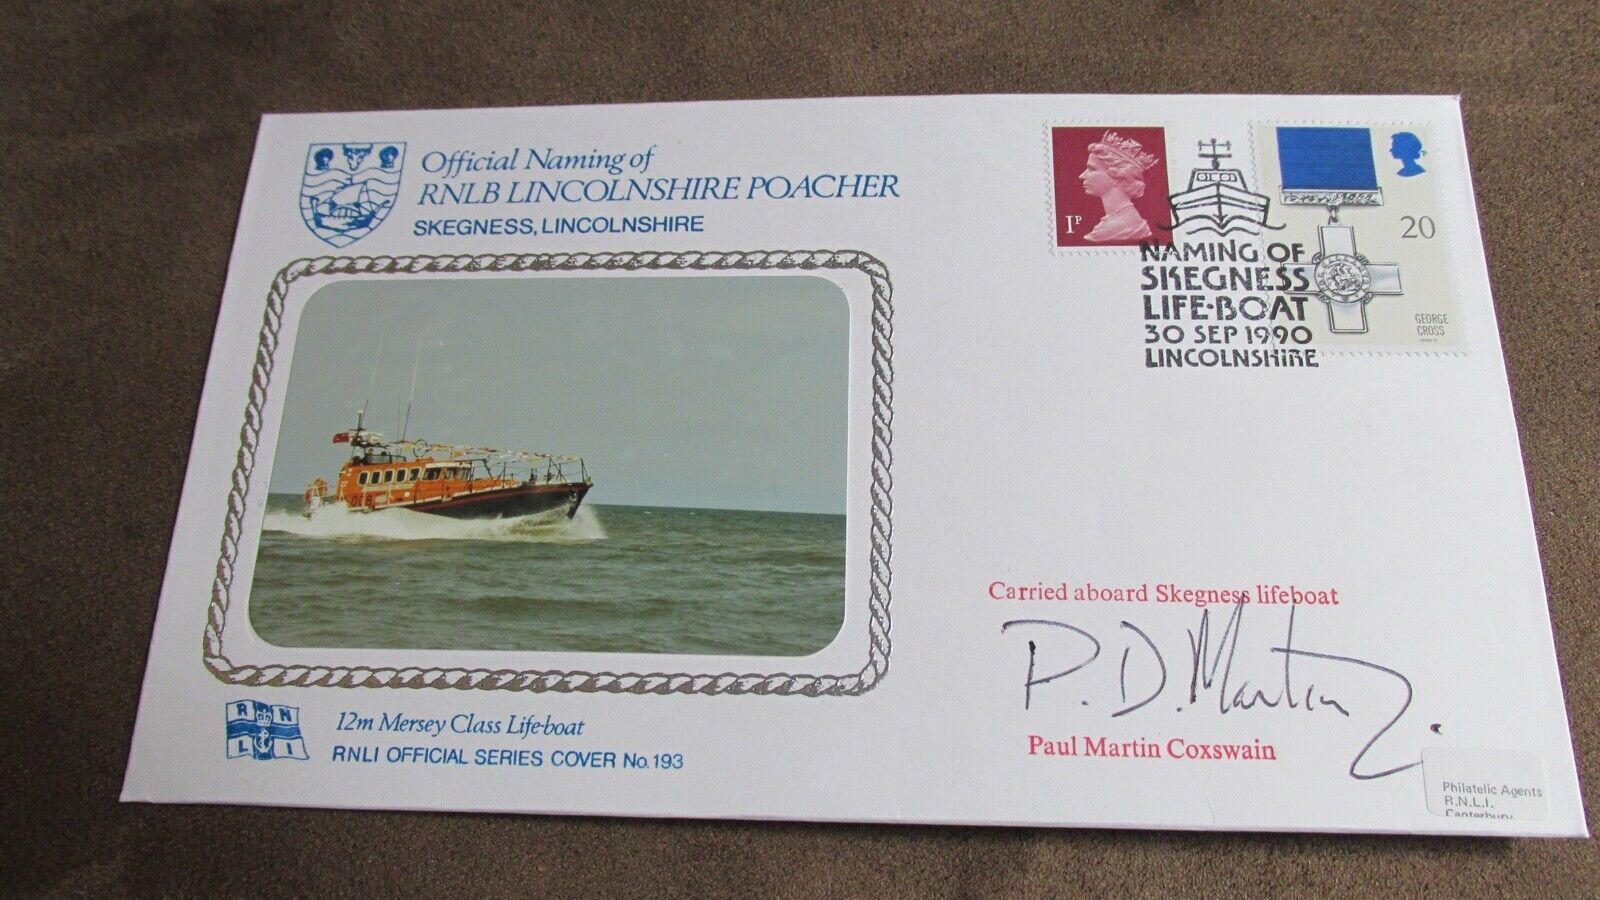 Official Naming of
RNLB LINCOLNSHIRE POACHER
SKEGNESS, LINCOLNSHIRE
1P
20
GEORGE
CROSS
NAMING OF
SKEGNESS
LIFE-BOAT
30 SEP 1990
LINCOLNSHIRE
008
Carried aboard Skegness lifeboat
P. D. Martin
Paul Martin Coxswain
R N
L I
12m Mersey Class Life-boat
RNLI OFFICIAL SERIES COVER No. 193
Philatelic Agents
R.N.L.I.
Canterbury